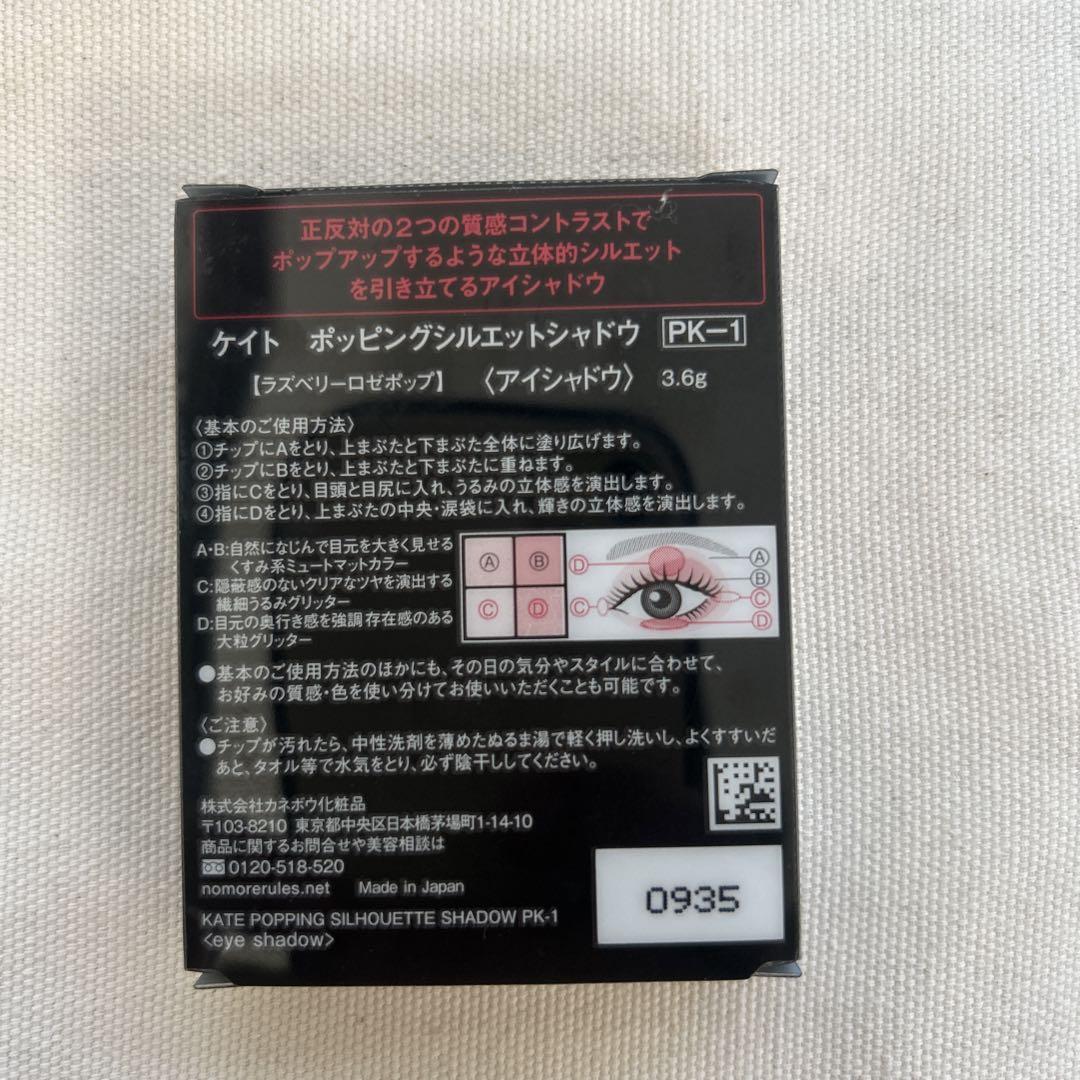 正反対の2つの質感コントラストで
ポップアップするような立体的シルエット
を引き立てるアイシャドウ
ケイト ポッピングシルエットシャドウ PK−1
【ラズベリーロゼポップ】 〈アイシャドウ〉 3.6g
〈基本のご使用方法〉
①チップにAをとり、上まぶたと下まぶた全体に塗り広げます。
②チップにBをとり、上まぶたと下まぶたに重ねます。
③指にCをとり、目頭と目尻に入れ、うるみの立体感を演出します。
④指にDをとり、上まぶたの中央・涙袋に入れ、輝きの立体感を演出します。
A・B:自然になじんで目元を大きく見せる
くすみ系ミュートマットカラー
C:隠蔽感のないクリアなツヤを演出する
繊細うるみグリッター
D:目元の奥行き感を強調 存在感のある
大粒グリッター
Ⓐ Ⓑ
Ⓒ Ⓓ
Ⓓ Ⓐ
Ⓑ
Ⓒ Ⓒ
Ⓓ
●基本のご使用方法のほかにも、その日の気分やスタイルに合わせて、
お好みの質感・色を使い分けてお使いいただくことも可能です。
〈ご注意〉
●チップが汚れたら、中性洗剤を薄めたぬるま湯で軽く押し洗いし、よくすすいだ
あと、タオル等で水気をとり、必ず陰干ししてください。
株式会社カネボウ化粧品
〒103-8210 東京都中央区日本橋茅場町1-14-10
商品に関するお問合せや美容相談は
0120-518-520
nomorerules.net Made in Japan
KATE POPPING SILHOUETTE SHADOW PK-1
<eye shadow>
0935